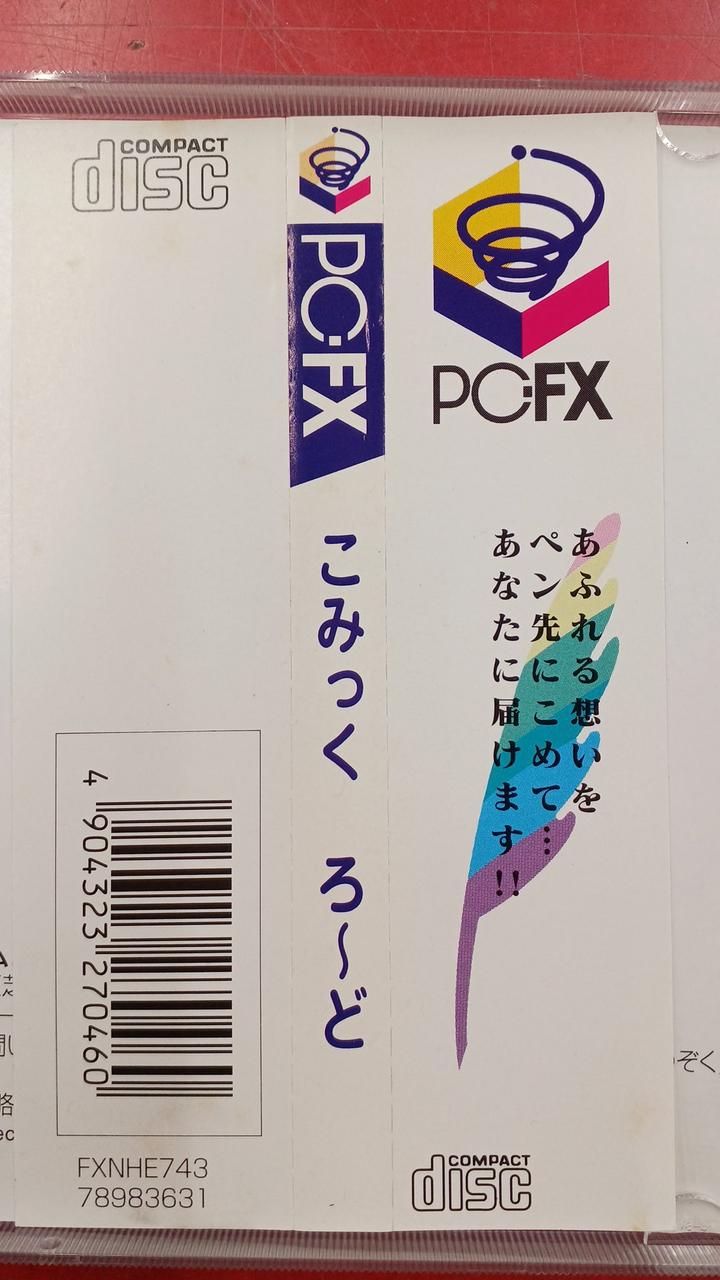 COMPACT
disc
4 904323 270460
FXNHE743
78983631
PC-FX
こみっく ろ～ど
PC-FX
あふれる想いを
ペン先にこめて…
あなたに届けます!!
COMPACT
disc
ぞく